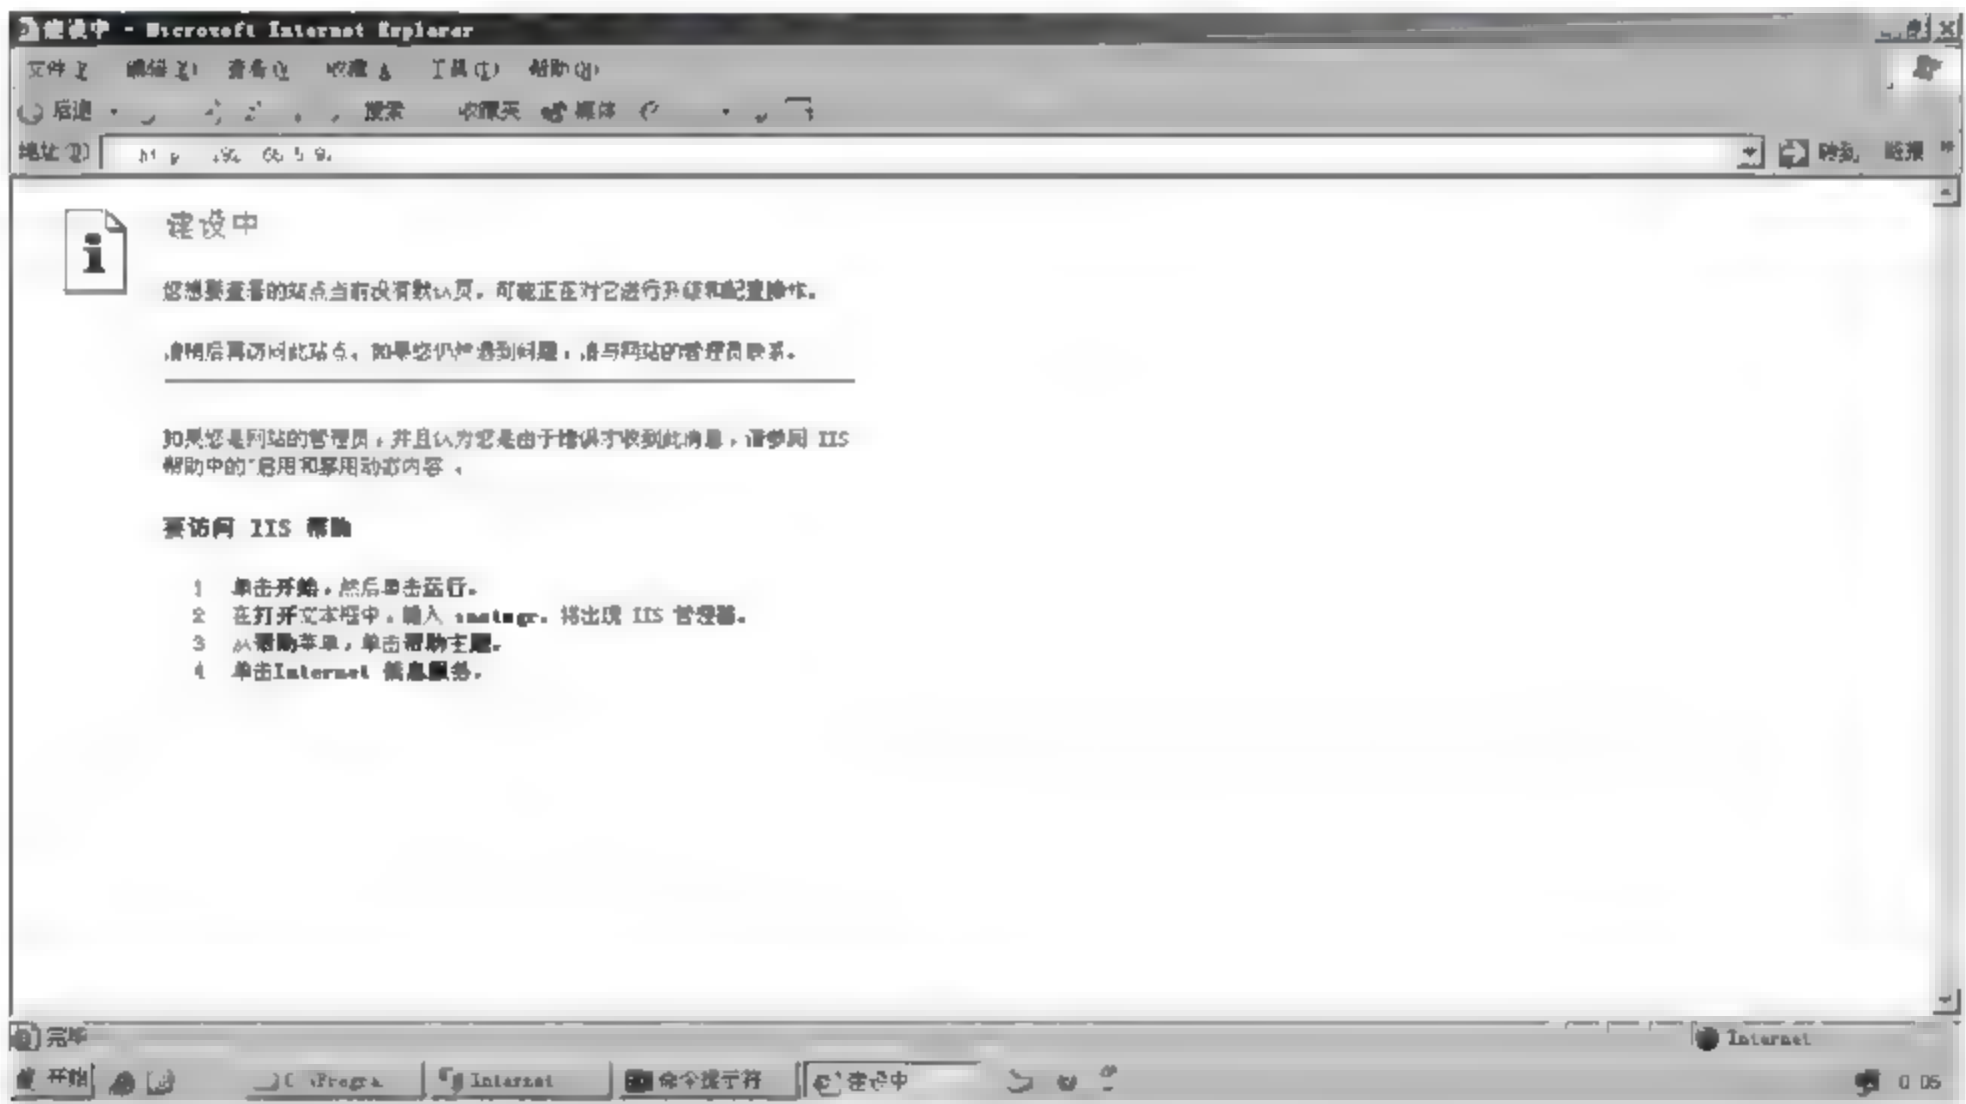 建设中 - Microsoft Internet Explorer
文件 编辑 查看 收藏 工具(T) 帮助(H)
后退 搜索 收藏夹 媒体
地址(D) 转到 链接
建设中
您想要查看的站点当前没有默认页。可能正在对它进行升级和配置操作。
请稍后再访问此站点。如果您仍然遇到问题，请与网站的管理员联系。
如果您是网站的管理员，并且认为您是由于错误才收到此消息，请参阅 IIS
帮助中的“启用和禁用动态内容”。
要访问 IIS 帮助
1 单击开始，然后单击运行。
2 在打开文本框中，输入 inetmgr。将出现 IIS 管理器。
3 从帮助菜单，单击帮助主题。
4 单击Internet 信息服务。
完毕 Internet
开始 Internet 命令提示符 建设中 0:05